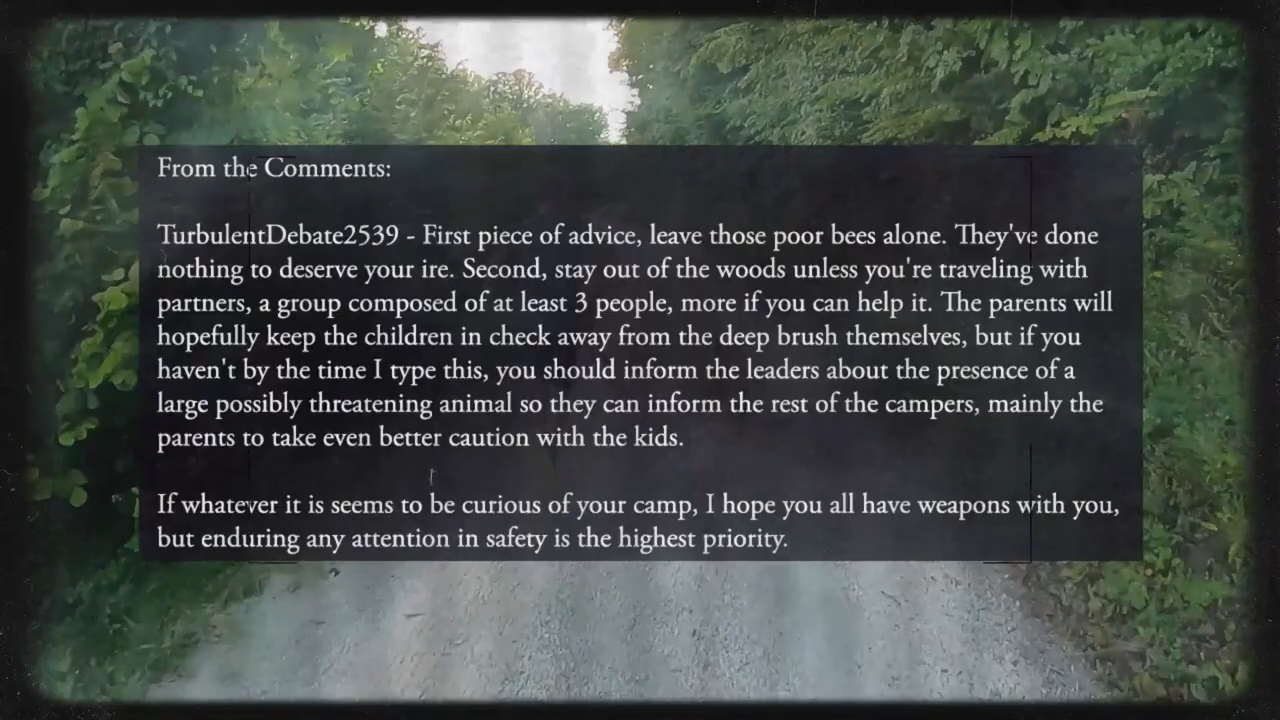 From the Comments:
TurbulentDebate2539 - First piece of advice, leave those poor bees alone. They've done
nothing to deserve your ire. Second, stay out of the woods unless you're traveling with
partners, a group composed of at least 3 people, more if you can help it. The parents will
hopefully keep the children in check away from the deep brush themselves, but if you
haven't by the time I type this, you should inform the leaders about the presence of a
large possibly threatening animal so they can inform the rest of the campers, mainly the
parents to take even better caution with the kids.
If whatever it is seems to be curious of your camp, I hope you all have weapons with you,
but enduring any attention in safety is the highest priority.